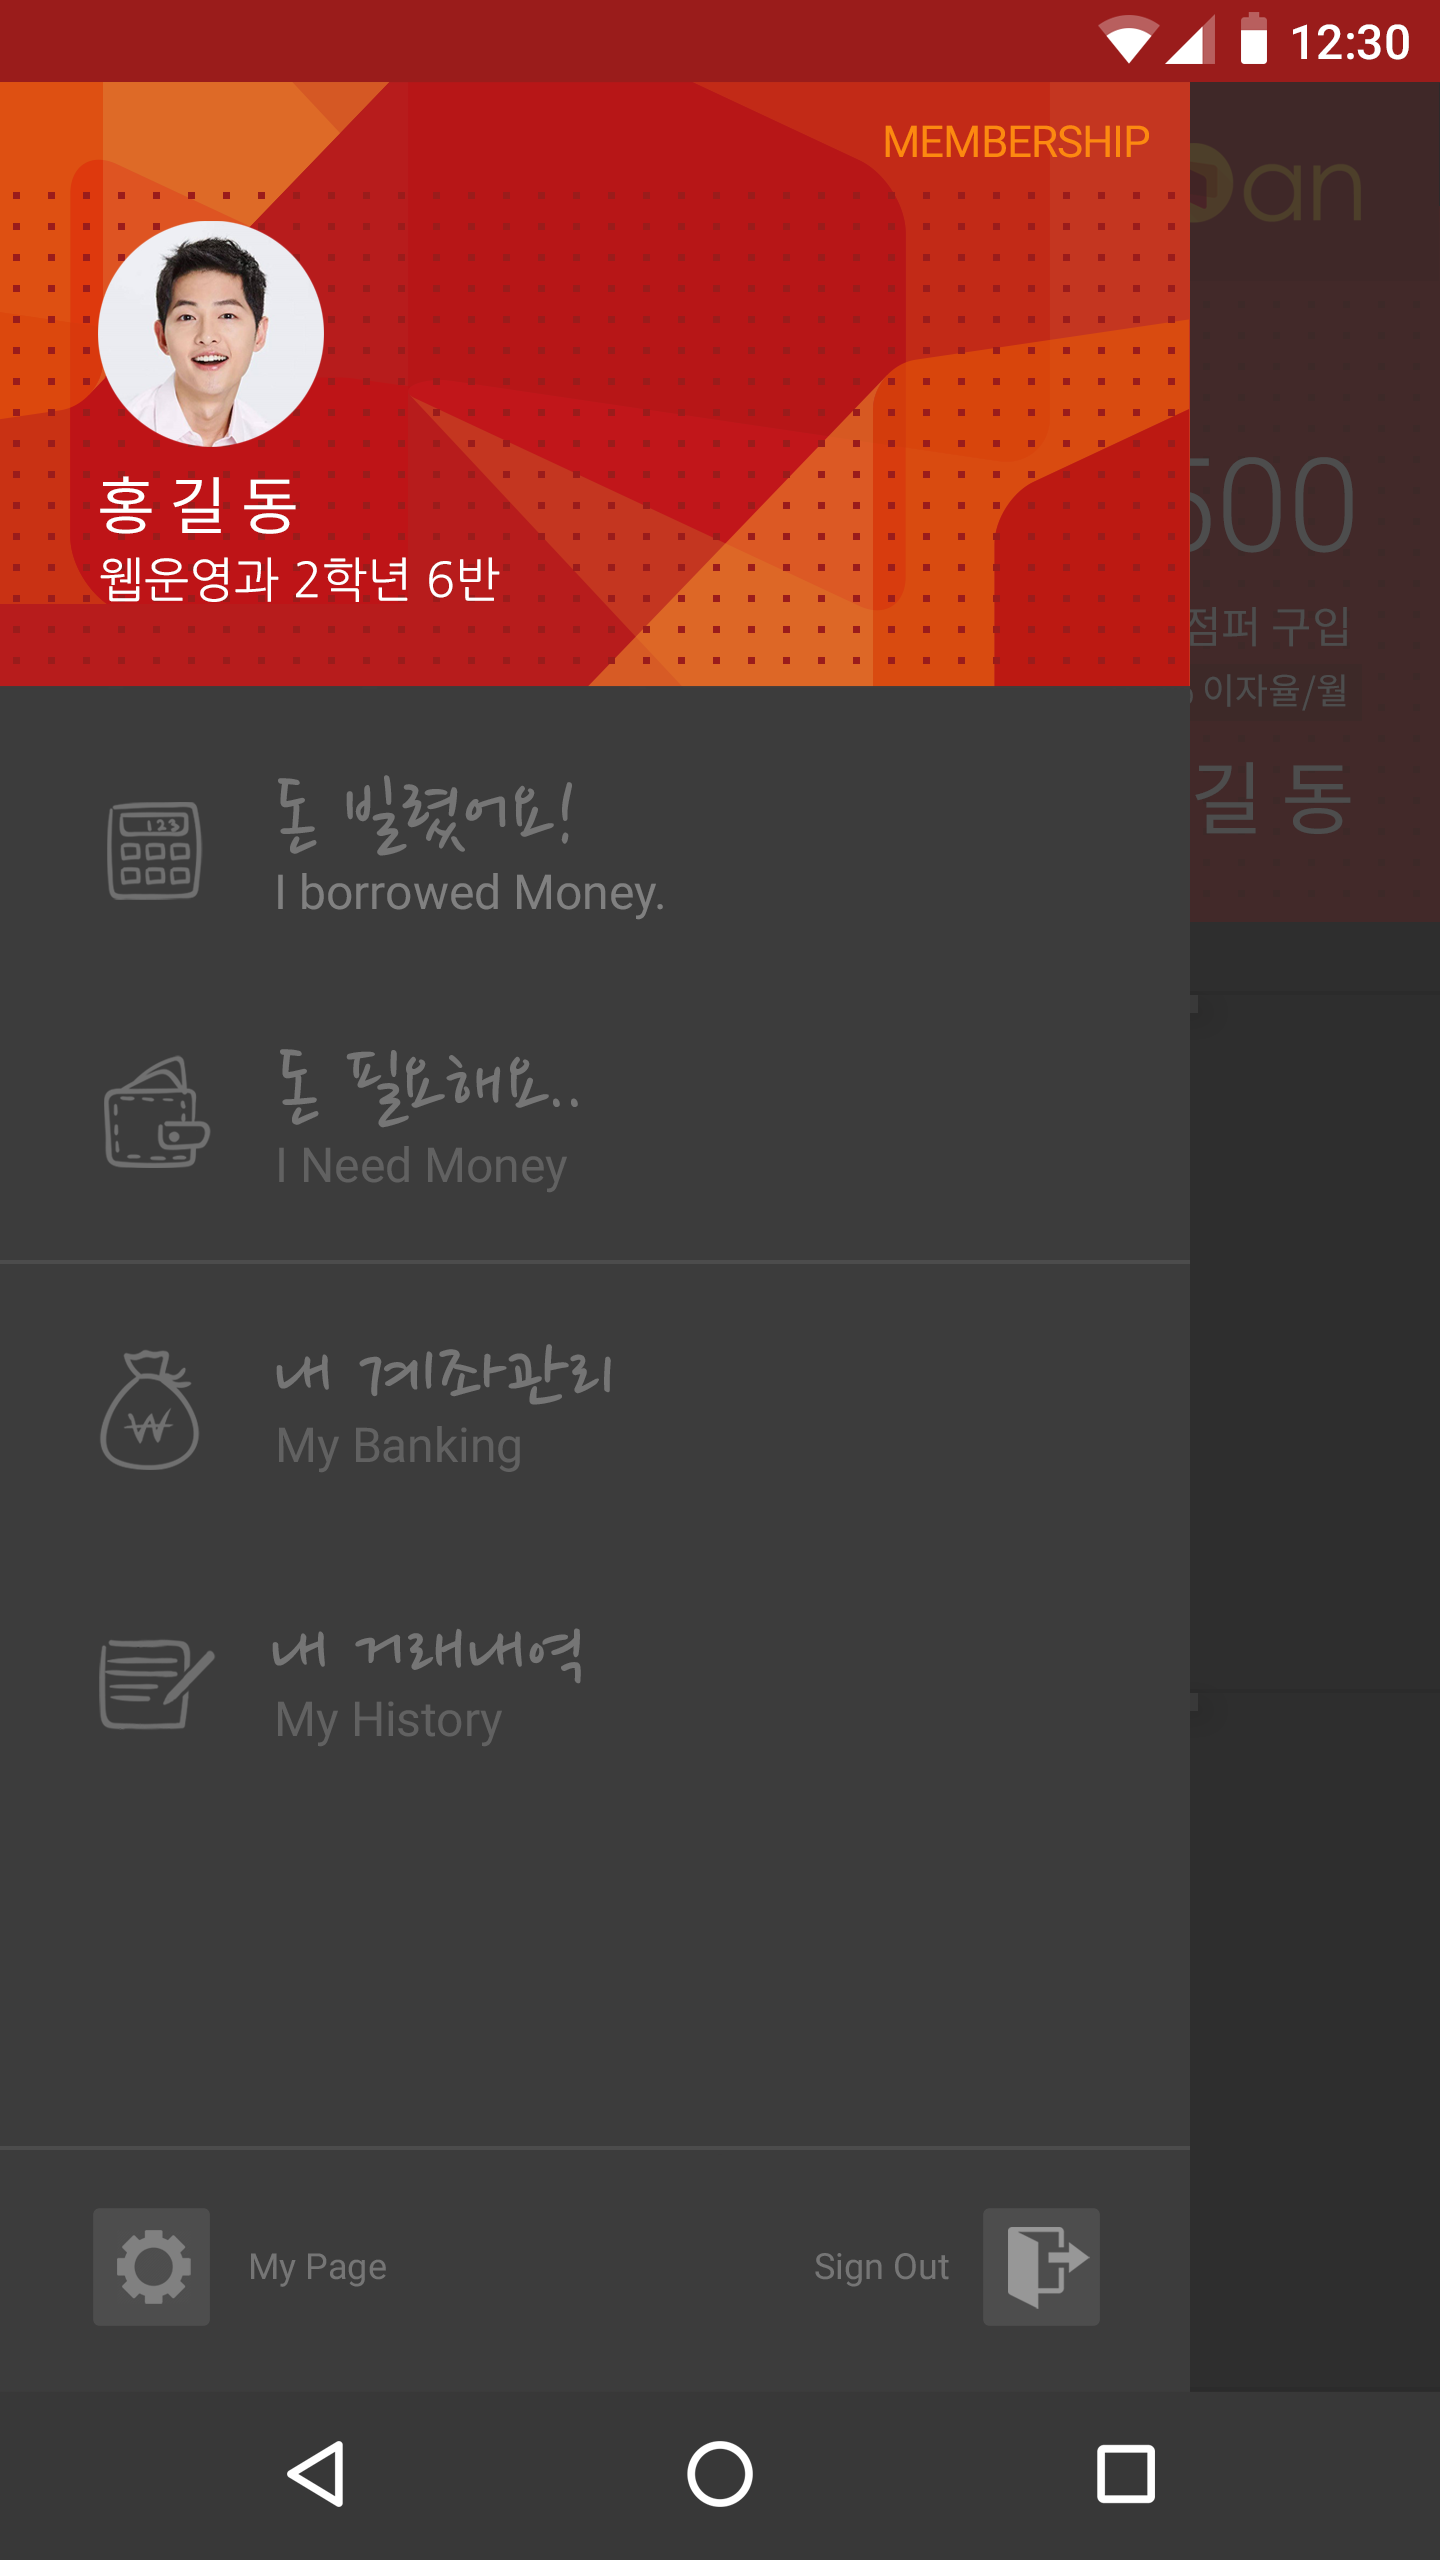 12:30
MEMBERSHIP
an
홍길동
웹운영과 2학년 6반
500
점퍼 구입
이자율/월
길 동
123
돈 빌렸어요!
I borrowed Money.
돈 필요해요..
I Need Money
₩
내 계좌관리
My Banking
내 거래내역
My History
My Page
Sign Out